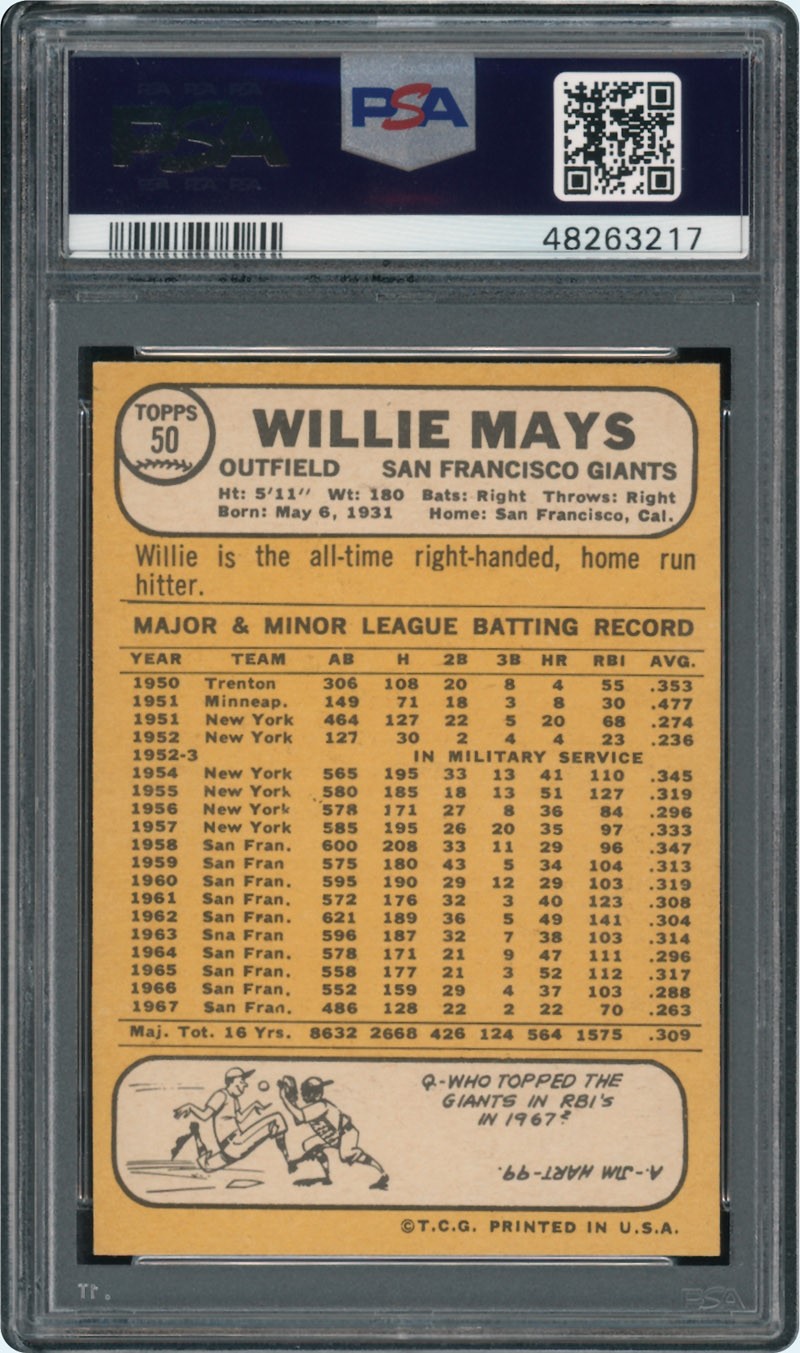 PSA PSA PSA
PSA
PSA PSA PSA
PSA
48263217
TOPPS
50
WILLIE MAYS
OUTFIELD SAN FRANCISCO GIANTS
Ht: 5'11" Wt: 180 Bats: Right Throws: Right
Born: May 6, 1931 Home: San Francisco, Cal.
Willie is the all-time right-handed, home run
hitter.
MAJOR & MINOR LEAGUE BATTING RECORD
YEAR TEAM AB H 2B 3B HR RBI AVG.
1950 Trenton 306 108 20 8 4 55 .353
1951 Minneap. 149 71 18 3 8 30 .477
1951 New York 464 127 22 5 20 68 .274
1952 New York 127 30 2 4 4 23 .236
1952-3 IN MILITARY SERVICE
1954 New York 565 195 33 13 41 110 .345
1955 New York 580 185 18 13 51 127 .319
1956 New York 578 171 27 8 36 84 .296
1957 New York 585 195 26 20 35 97 .333
1958 San Fran. 600 208 33 11 29 96 .347
1959 San Fran 575 180 43 5 34 104 .313
1960 San Fran. 595 190 29 12 29 103 .319
1961 San Fran. 572 176 32 3 40 123 .308
1962 San Fran. 621 189 36 5 49 141 .304
1963 Sna Fran 596 187 32 7 38 103 .314
1964 San Fran. 578 171 21 9 47 111 .296
1965 San Fran. 558 177 21 3 52 112 .317
1966 San Fran. 552 159 29 4 37 103 .288
1967 San Fran. 486 128 22 2 22 70 .263
Maj. Tot. 16 Yrs. 8632 2668 426 124 564 1575 .309
Q.-WHO TOPPED THE
GIANTS IN RBI'S
IN 1967?
A.-JIM HART-99.
©T.C.G. PRINTED IN U.S.A.
PSA